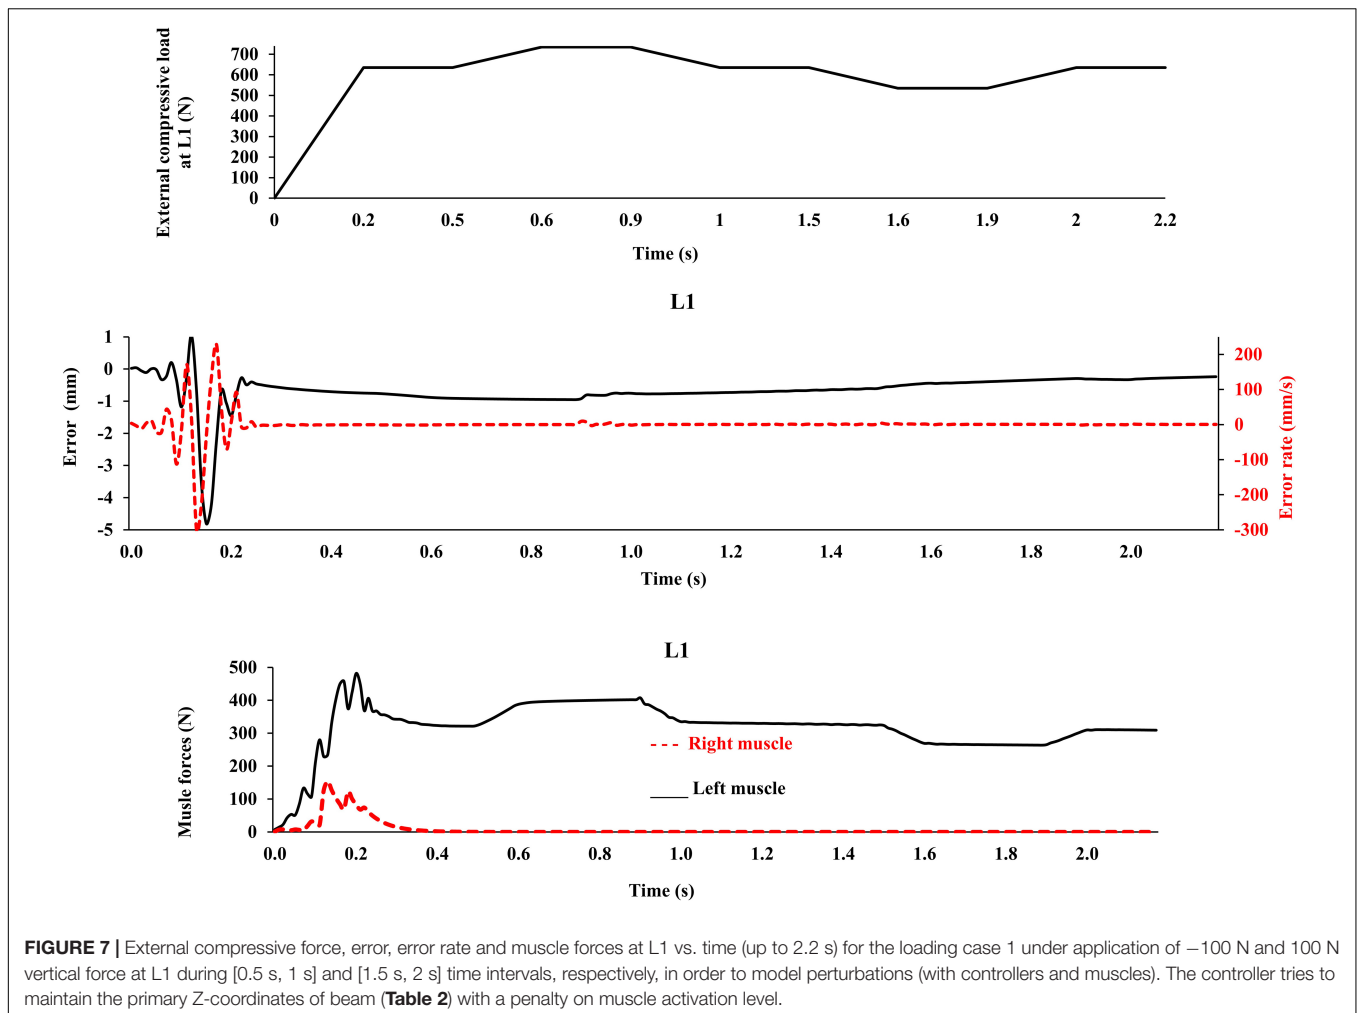 External compressive load
at L1 (N)
700
600
500
400
300
200
100
0
0 0.2 0.5 0.6 0.9 1 1.5 1.6 1.9 2 2.2
Time (s)
L1
Error (mm)
1
0
-1
-2
-3
-4
-5
200
100
0
-100
-200
-300
Error rate (mm/s)
0.0 0.2 0.4 0.6 0.8 1.0 1.2 1.4 1.6 1.8 2.0
Time (s)
L1
Musle forces (N)
500
400
300
200
100
0
Right muscle
Left muscle
0.0 0.2 0.4 0.6 0.8 1.0 1.2 1.4 1.6 1.8 2.0
Time (s)
FIGURE 7 | External compressive force, error, error rate and muscle forces at L1 vs. time (up to 2.2 s) for the loading case 1 under application of −100 N and 100 N
vertical force at L1 during [0.5 s, 1 s] and [1.5 s, 2 s] time intervals, respectively, in order to model perturbations (with controllers and muscles). The controller tries to
maintain the primary Z-coordinates of beam (Table 2) with a penalty on muscle activation level.